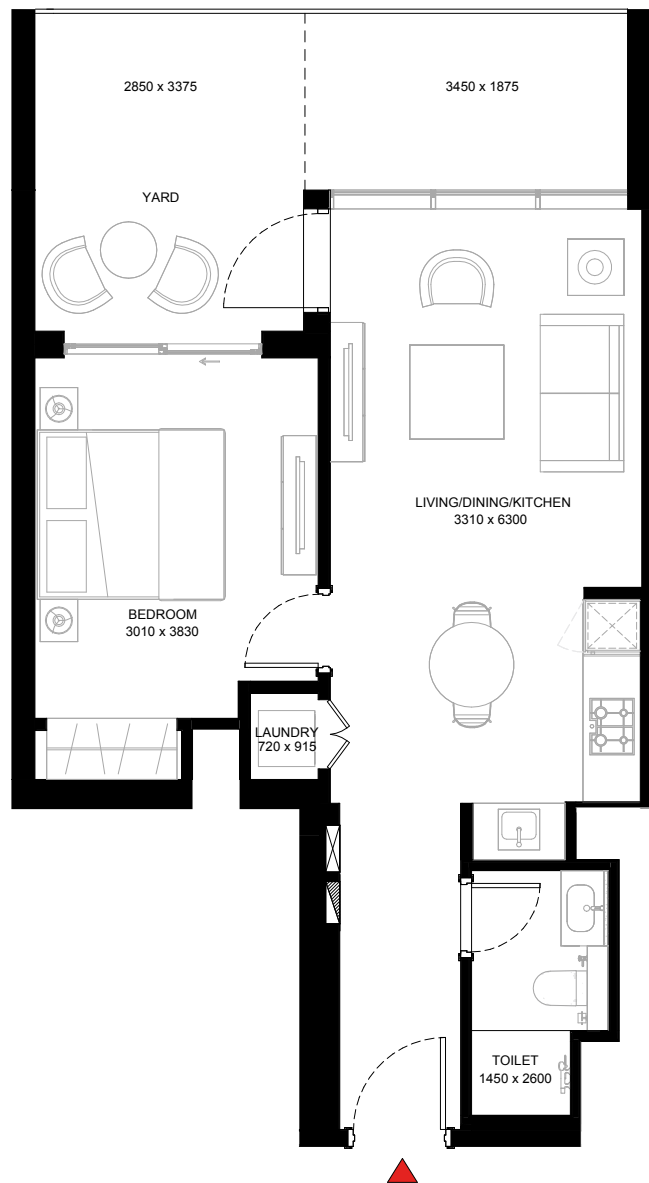 2850 x 3375
3450 x 1875
YARD
LIVING/DINING/KITCHEN
3310 x 6300
BEDROOM
3010 x 3830
LAUNDRY
720 x 915
TOILET
1450 x 2600